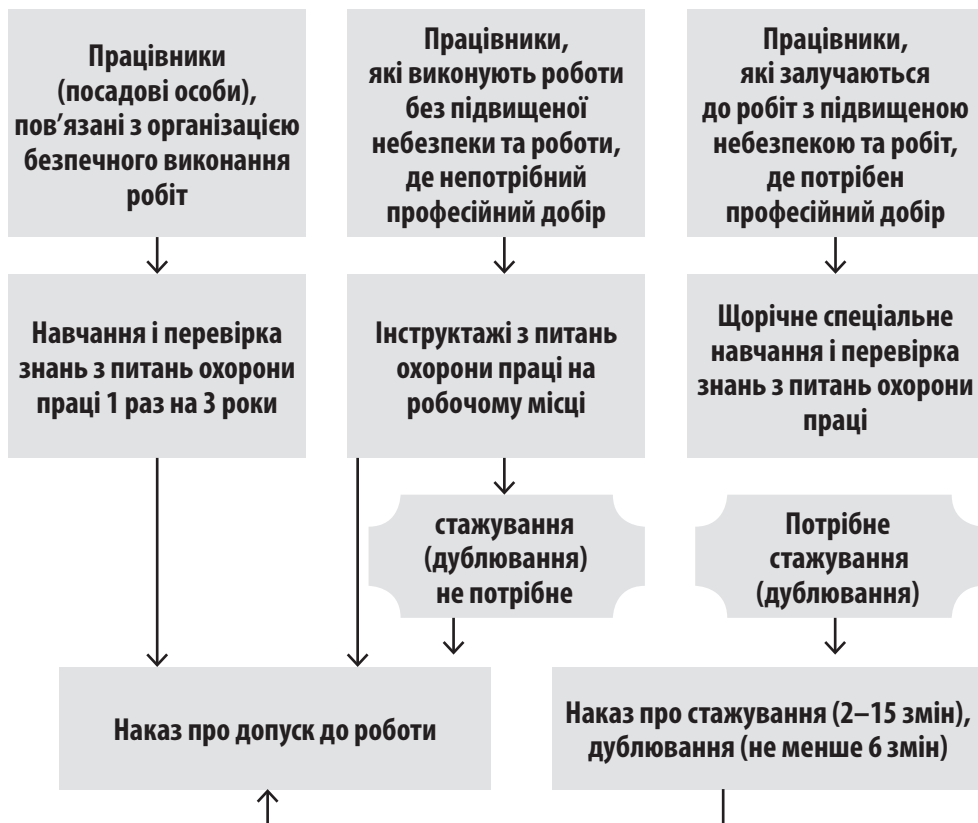 Працівники
(посадові особи),
пов’язані з організацією
безпечного виконання
робіт
Працівники,
які виконують роботи
без підвищеної
небезпеки та роботи,
де непотрібний
професійний добір
Працівники,
які залучаються
до робіт з підвищеною
небезпекою та робіт,
де потрібен
професійний добір
Навчання і перевірка
знань з питань охорони
праці 1 раз на 3 роки
Інструктажі з питань
охорони праці на
робочому місці
Щорічне спеціальне
навчання і перевірка
знань з питань охорони
праці
стажування
(дублювання)
не потрібне
Потрібне
стажування
(дублювання)
Наказ про допуск до роботи
Наказ про стажування (2–15 змін),
дублювання (не менше 6 змін)